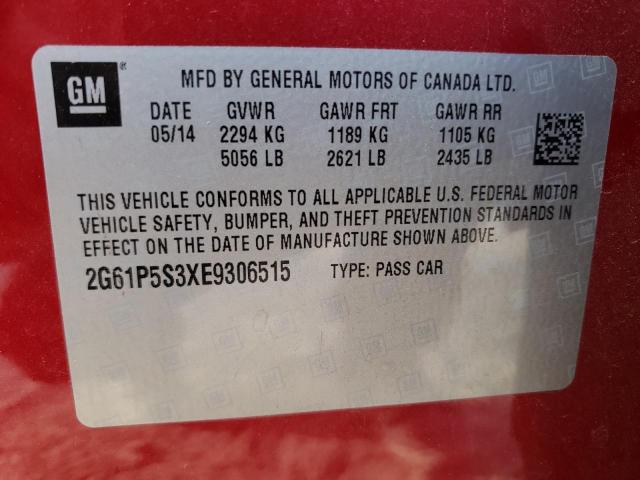 GM®
MFD BY GENERAL MOTORS OF CANADA LTD.
DATE GVWR GAWR FRT GAWR RR
05/14 2294 KG 1189 KG 1105 KG
5056 LB 2621 LB 2435 LB
THIS VEHICLE CONFORMS TO ALL APPLICABLE U.S. FEDERAL MOTOR
VEHICLE SAFETY, BUMPER, AND THEFT PREVENTION STANDARDS IN
EFFECT ON THE DATE OF MANUFACTURE SHOWN ABOVE.
2G61P5S3XE9306515 TYPE: PASS CAR